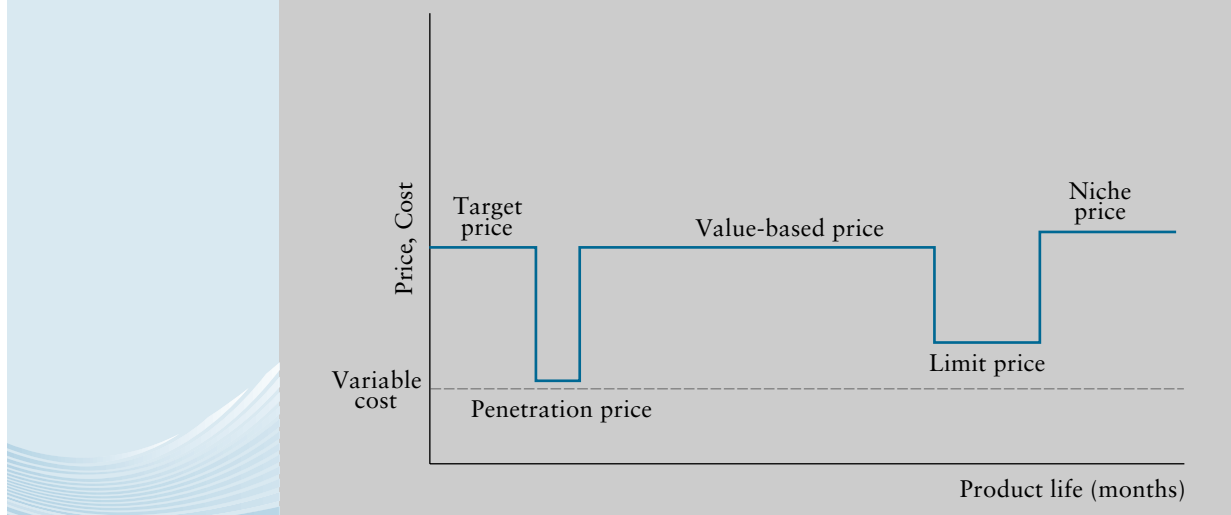 Price, Cost
Target
price
Value-based price
Niche
price
Limit price
Variable
cost
Penetration price
Product life (months)